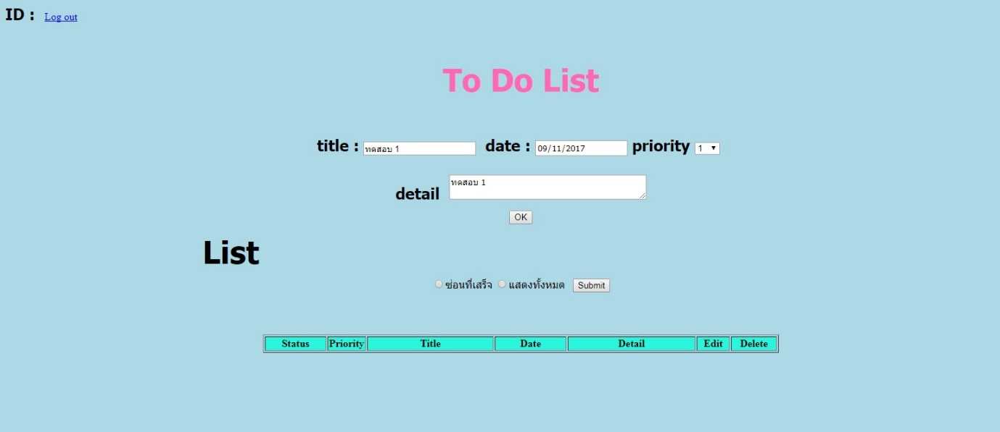 ID : Log out
To Do List
title : ทดสอบ 1 date : 09/11/2017 priority 1
detail ทดสอบ 1
OK
List
ซ่อนที่เสร็จ แสดงทั้งหมด Submit
Status Priority Title Date Detail Edit Delete